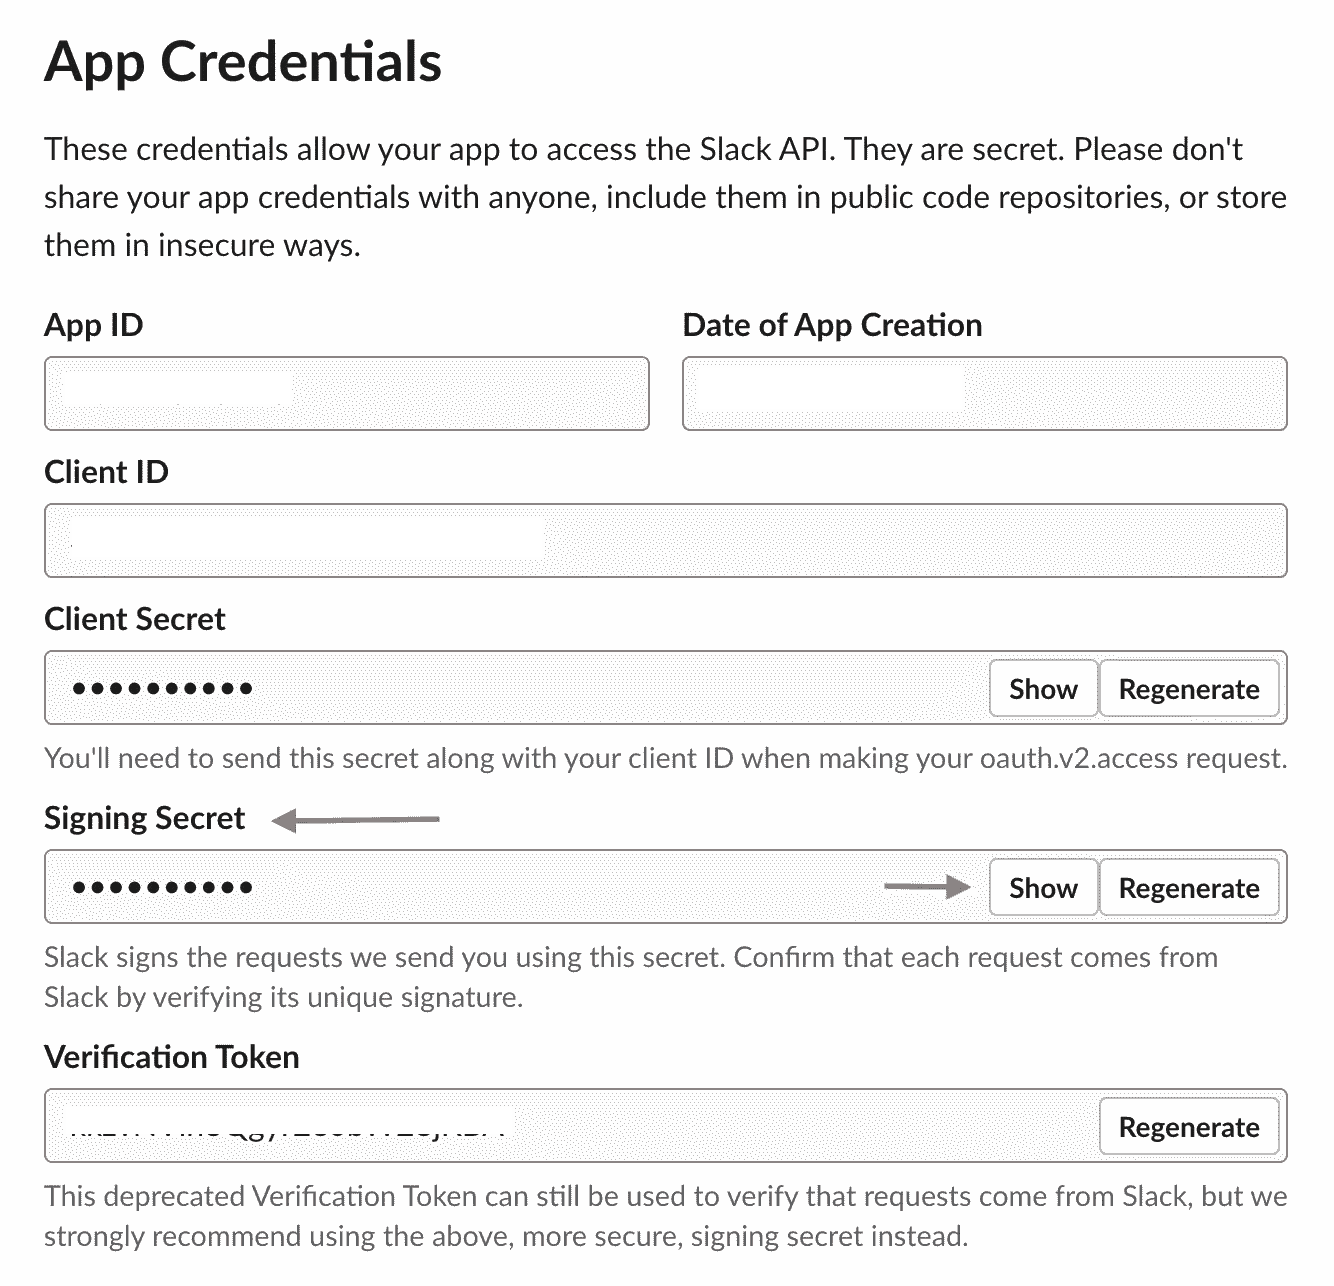 App Credentials
These credentials allow your app to access the Slack API. They are secret. Please don't
share your app credentials with anyone, include them in public code repositories, or store
them in insecure ways.
App ID
Date of App Creation
Client ID
Client Secret
••••••••••
Show
Regenerate
You'll need to send this secret along with your client ID when making your oauth.v2.access request.
Signing Secret
••••••••••
Show
Regenerate
Slack signs the requests we send you using this secret. Confirm that each request comes from
Slack by verifying its unique signature.
Verification Token
Regenerate
This deprecated Verification Token can still be used to verify that requests come from Slack, but we
strongly recommend using the above, more secure, signing secret instead.